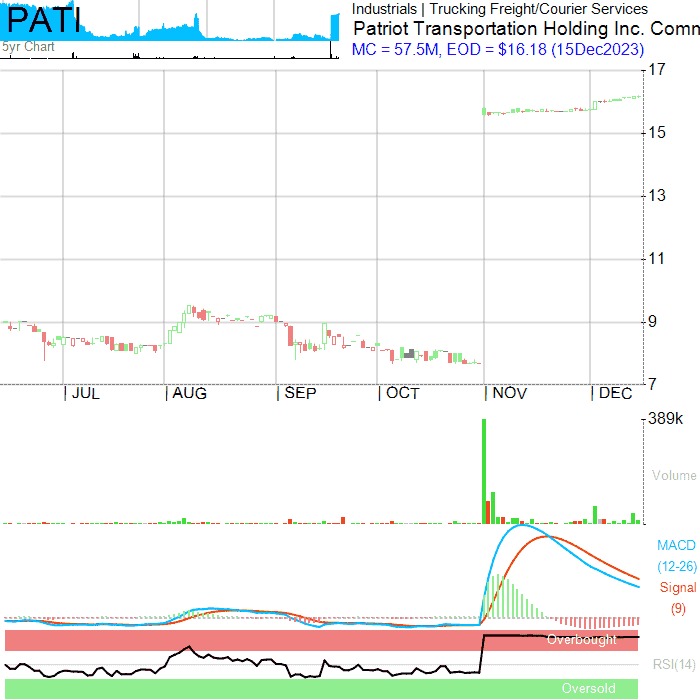 PATI
5yr Chart
Industrials | Trucking Freight/Courier Services
Patriot Transportation Holding Inc. Comn
MC = 57.5M, EOD = $16.18 (15Dec2023)
17
15
13
11
9
7
| JUL | AUG | SEP | OCT | NOV | DEC
389k
Volume
MACD
(12-26)
Signal
(9)
Overbought
RSI(14)
Oversold